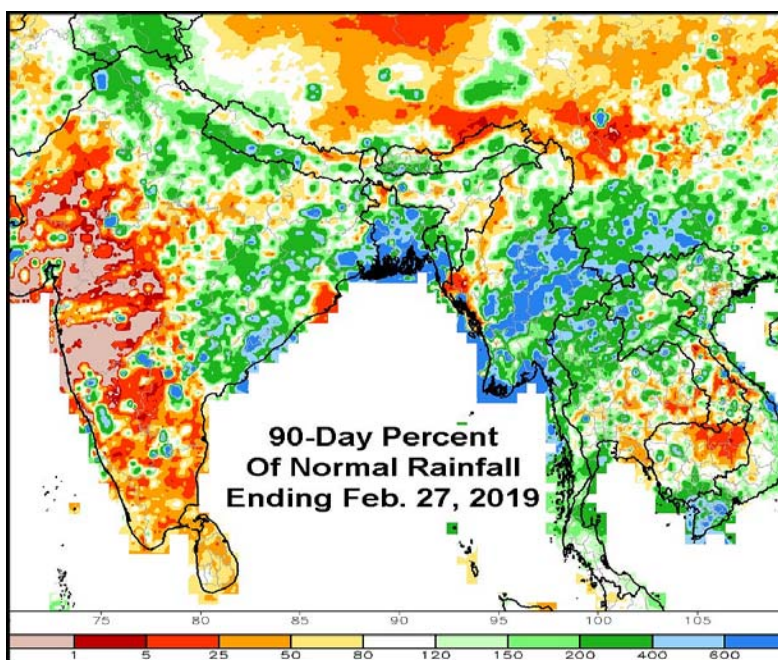 90-Day Percent
Of Normal Rainfall
Ending Feb. 27, 2019
75 80 85 90 95 100 105
1 5 25 50 80 120 150 200 400 600